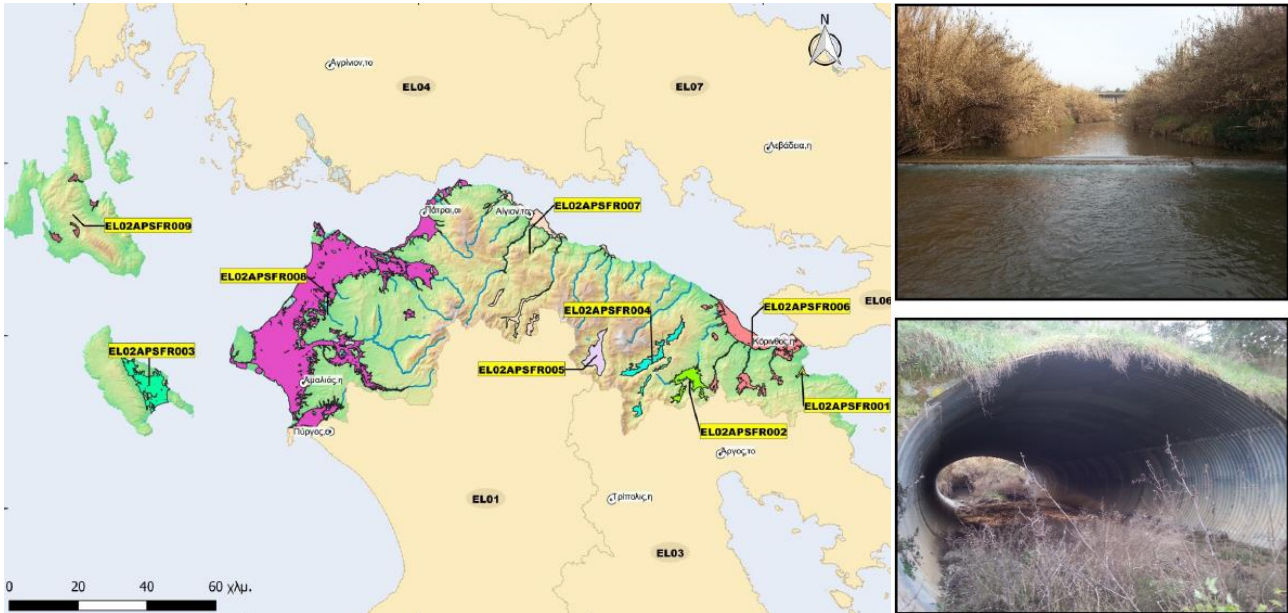 N
Αγρίνιον,το
EL04
EL07
Λεβάδεια,η
EL02APSFR009
Πάτραι,οι
Αίγιον,το
EL02APSFR007
EL02APSFR008
EL02APSFR004
EL02APSFR006
EL06
Κόρινθος,η
EL02APSFR003
EL02APSFR005
Αμαλιάς,η
EL02APSFR001
Πύργος,ο
EL02APSFR002
Άργος,το
EL01
Τρίπολις,η
EL03
0 20 40 60 χλμ.